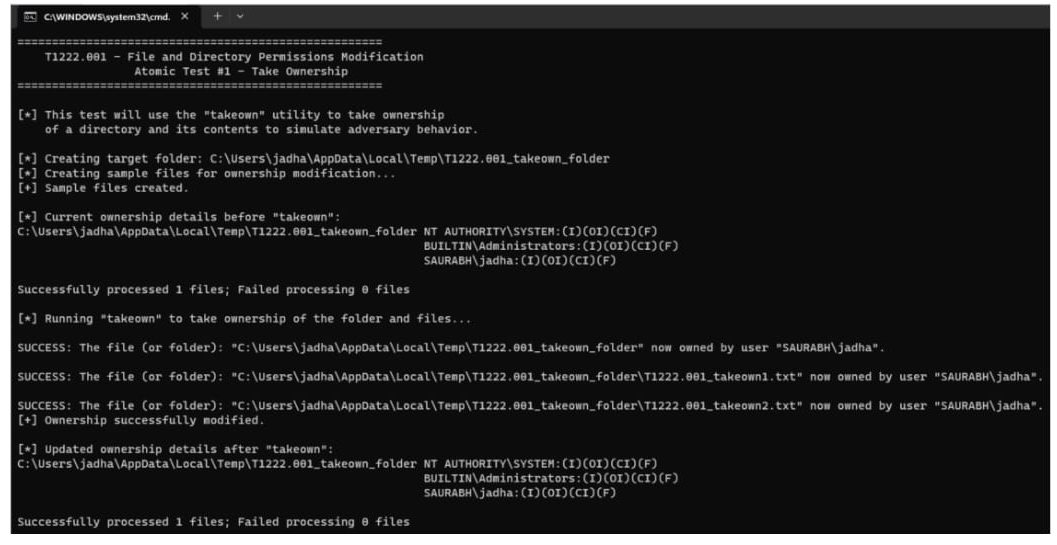 C:\WINDOWS\system32\cmd. × + ˅
=====================================================
T1222.001 - File and Directory Permissions Modification
Atomic Test #1 - Take Ownership
=====================================================
[*] This test will use the "takeown" utility to take ownership
of a directory and its contents to simulate adversary behavior.
[*] Creating target folder: C:\Users\jadha\AppData\Local\Temp\T1222.001_takeown_folder
[*] Creating sample files for ownership modification...
[+] Sample files created.
[*] Current ownership details before "takeown":
C:\Users\jadha\AppData\Local\Temp\T1222.001_takeown_folder NT AUTHORITY\SYSTEM:(I)(OI)(CI)(F)
BUILTIN\Administrators:(I)(OI)(CI)(F)
SAURABH\jadha:(I)(OI)(CI)(F)
Successfully processed 1 files; Failed processing 0 files
[*] Running "takeown" to take ownership of the folder and files...
SUCCESS: The file (or folder): "C:\Users\jadha\AppData\Local\Temp\T1222.001_takeown_folder" now owned by user "SAURABH\jadha".
SUCCESS: The file (or folder): "C:\Users\jadha\AppData\Local\Temp\T1222.001_takeown_folder\T1222.001_takeown1.txt" now owned by user "SAURABH\jadha".
SUCCESS: The file (or folder): "C:\Users\jadha\AppData\Local\Temp\T1222.001_takeown_folder\T1222.001_takeown2.txt" now owned by user "SAURABH\jadha".
[+] Ownership successfully modified.
[*] Updated ownership details after "takeown":
C:\Users\jadha\AppData\Local\Temp\T1222.001_takeown_folder NT AUTHORITY\SYSTEM:(I)(OI)(CI)(F)
BUILTIN\Administrators:(I)(OI)(CI)(F)
SAURABH\jadha:(I)(OI)(CI)(F)
Successfully processed 1 files; Failed processing 0 files